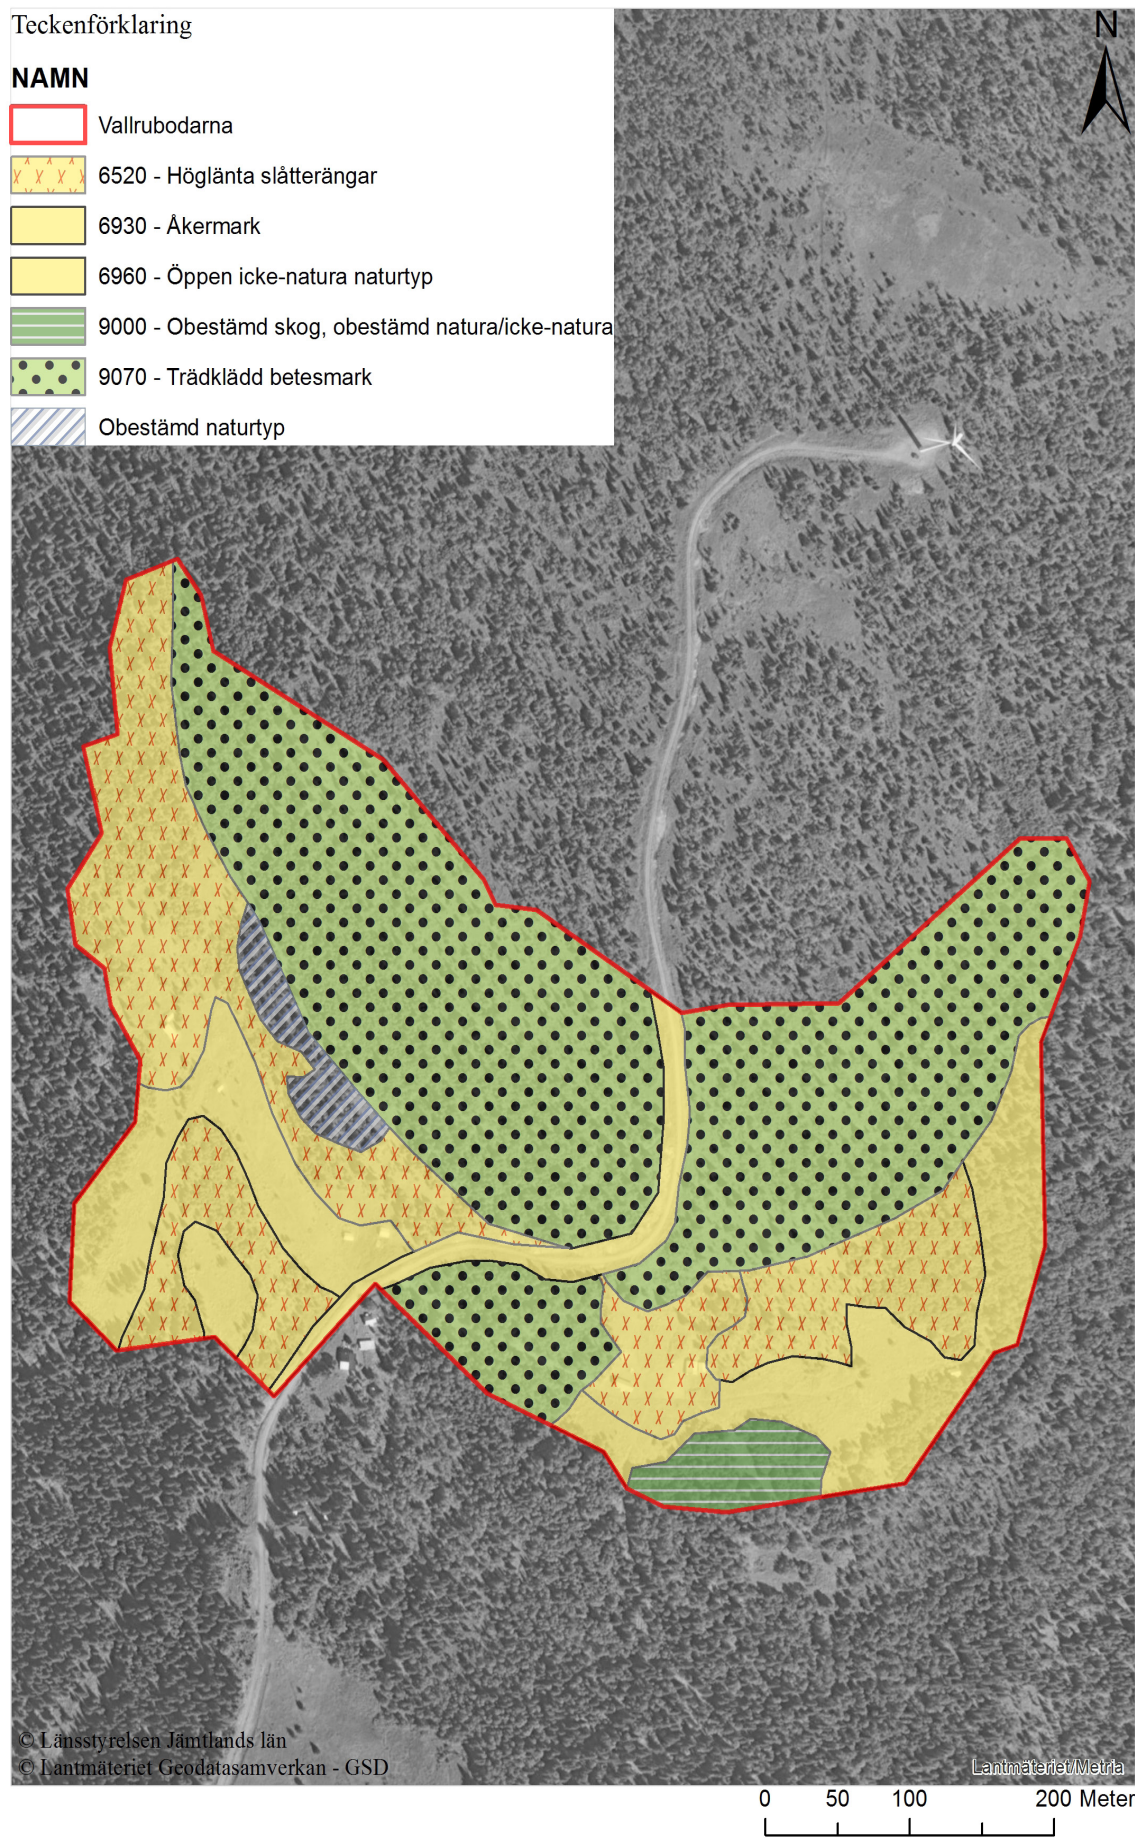 Teckenförklaring
N
NAMN
Vallrubodarna
6520 - Höglänta slåtterängar
6930 - Åkermark
6960 - Öppen icke-natura naturtyp
9000 - Obestämd skog, obestämd natura/icke-natura
9070 - Trädklädd betesmark
Obestämd naturtyp
© Länsstyrelsen Jämtlands län
© Lantmäteriet Geodatasamverkan - GSD
Lantmäteriet/Metria
0 50 100 200 Meter